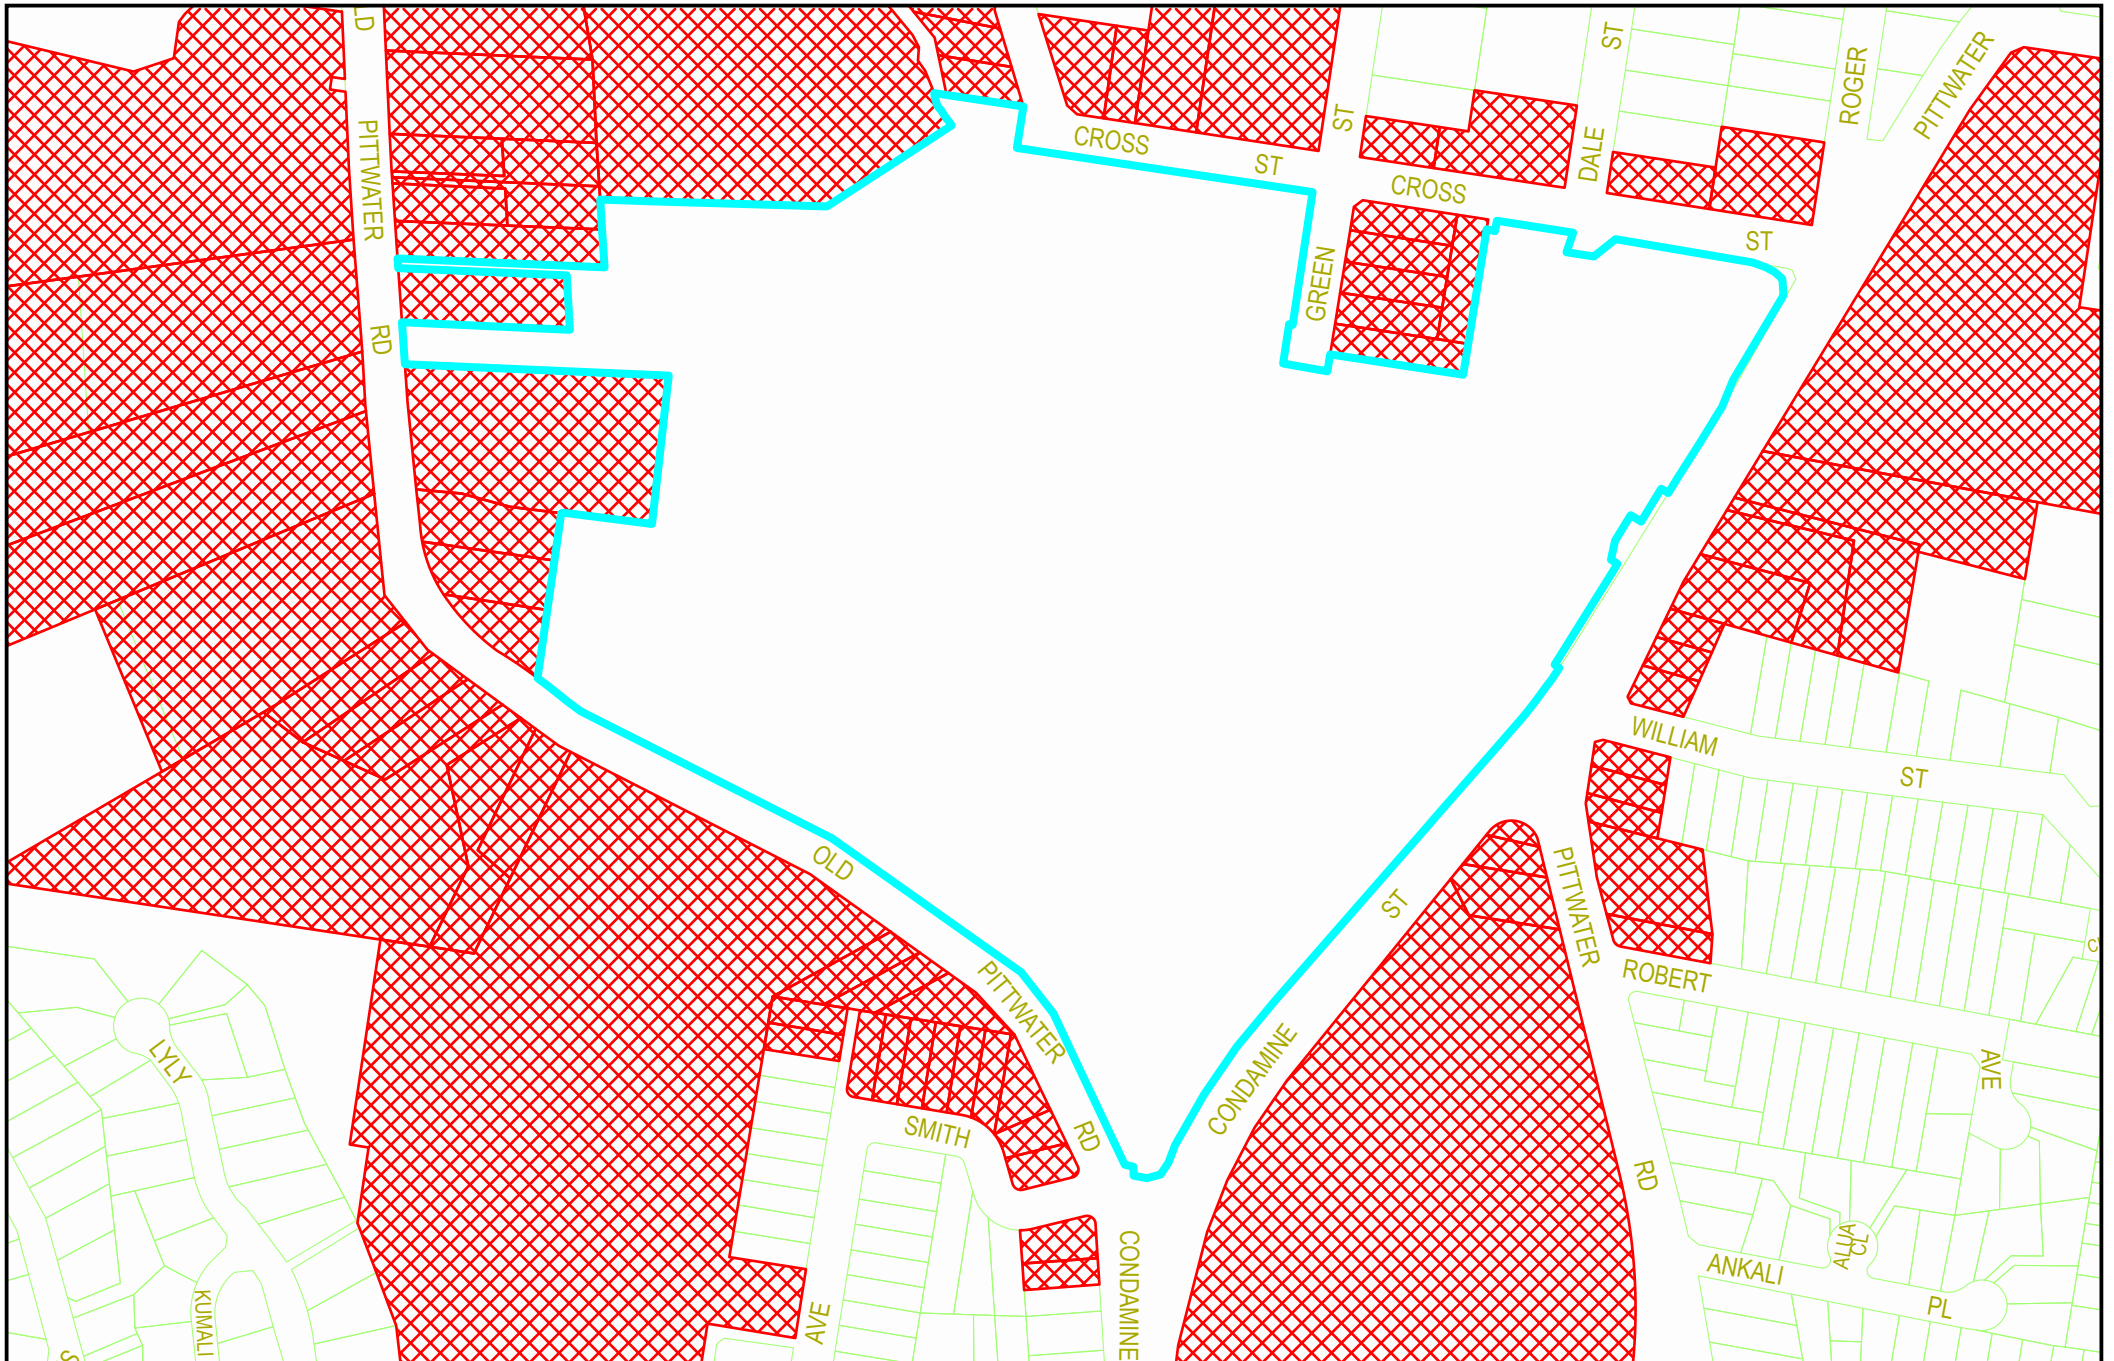 LD
PITTWATER
RD
CROSS
ST
ST
CROSS
ST
DALE
ST
ROGER
PITTWATER
GREEN
WILLIAM
ST
OLD
PITTWATER
RD
ST
CONDAMINE
PITTWATER
RD
ROBERT
AVE
LYLY
KUMALI
S
SMITH
AVE
CONDAMINE
ALUA
CL
ANKALI
PL
C